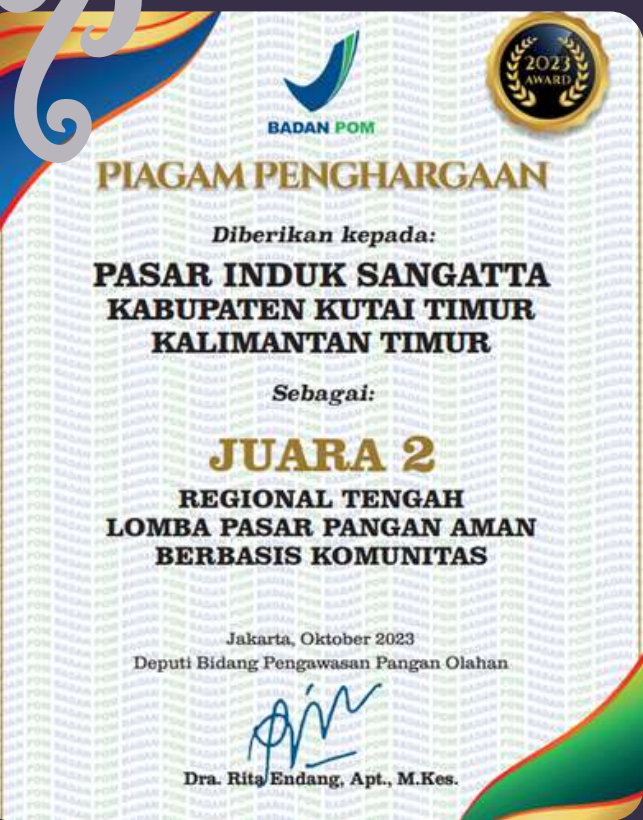 2023
AWARD
BADAN POM
PIAGAM PENGHARGAAN
Diberikan kepada:
PASAR INDUK SANGATTA
KABUPATEN KUTAI TIMUR
KALIMANTAN TIMUR
Sebagai:
JUARA 2
REGIONAL TENGAH
LOMBA PASAR PANGAN AMAN
BERBASIS KOMUNITAS
Jakarta, Oktober 2023
Deputi Bidang Pengawasan Pangan Olahan
Dra. Rita Endang, Apt., M.Kes.